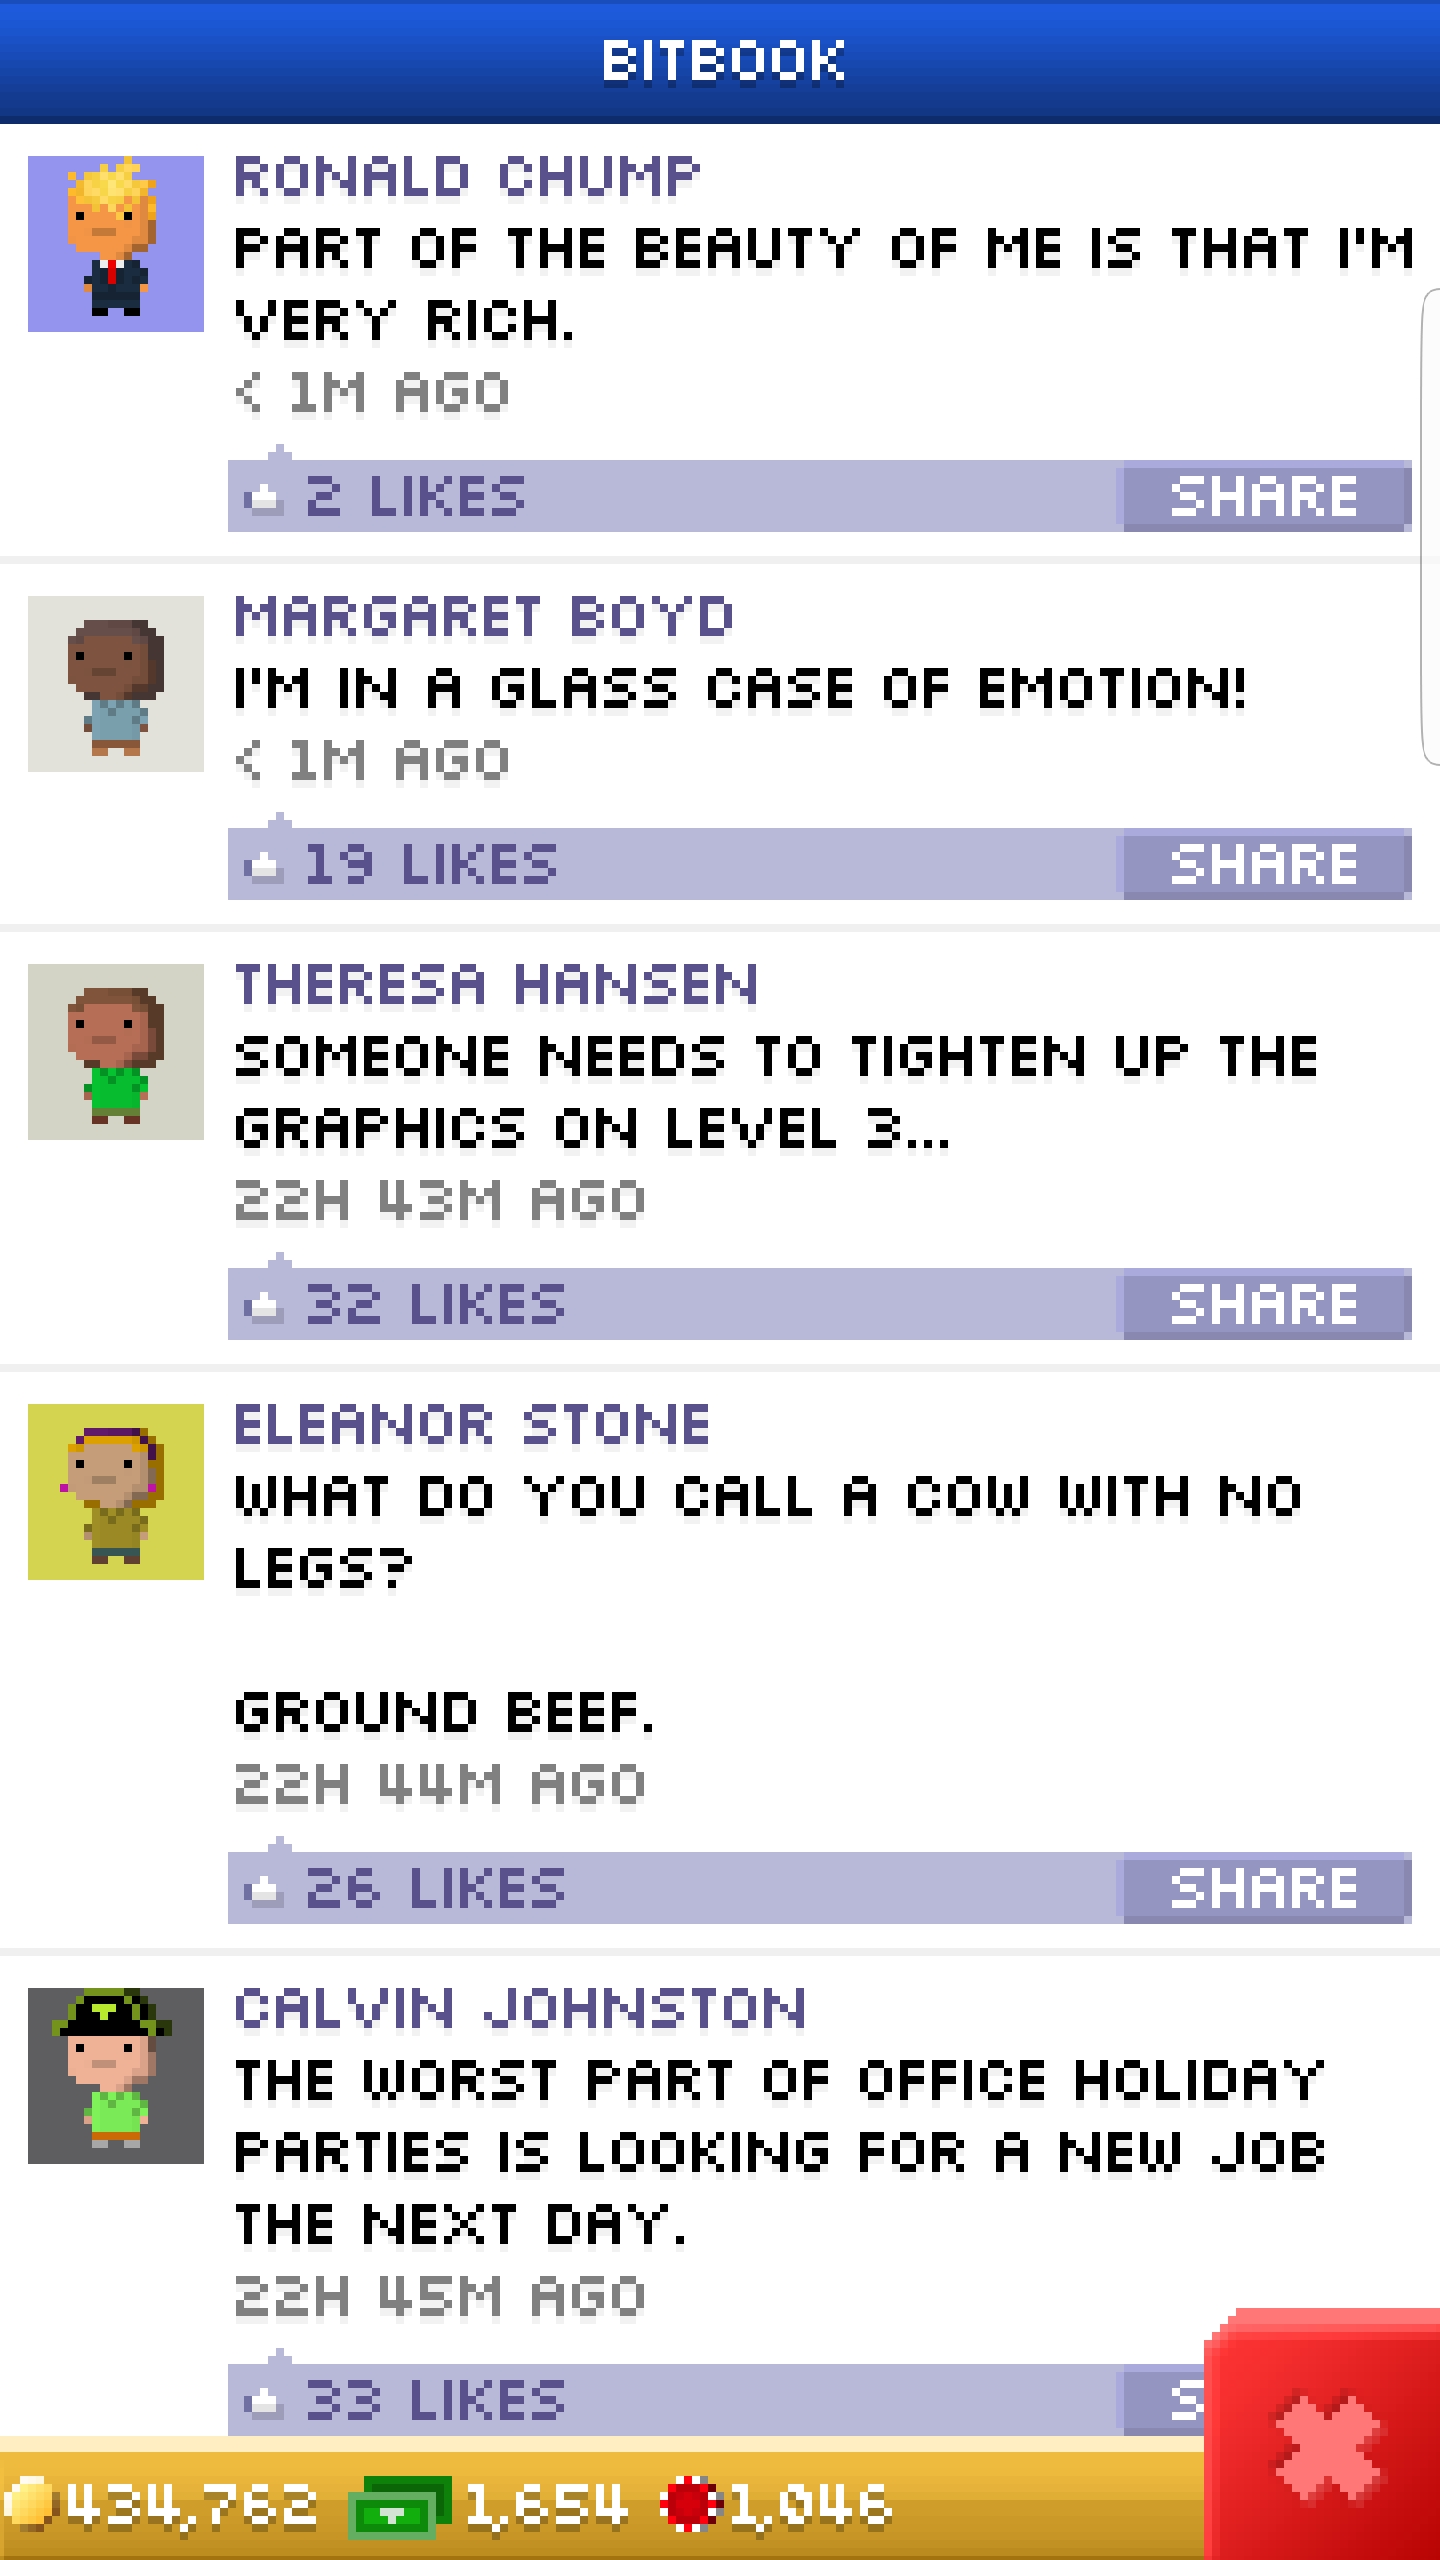 BITBOOK
RONALD CHUMP
PART OF THE BEAUTY OF ME IS THAT I'M
VERY RICH.
< 1M AGO
2 LIKES SHARE
MARGARET BOYD
I'M IN A GLASS CASE OF EMOTION!
< 1M AGO
19 LIKES SHARE
THERESA HANSEN
SOMEONE NEEDS TO TIGHTEN UP THE
GRAPHICS ON LEVEL 3...
22H 43M AGO
32 LIKES SHARE
ELEANOR STONE
WHAT DO YOU CALL A COW WITH NO
LEGS?
GROUND BEEF.
22H 44M AGO
26 LIKES SHARE
CALVIN JOHNSTON
THE WORST PART OF OFFICE HOLIDAY
PARTIES IS LOOKING FOR A NEW JOB
THE NEXT DAY.
22H 45M AGO
33 LIKES
434,762 1,654 1,046